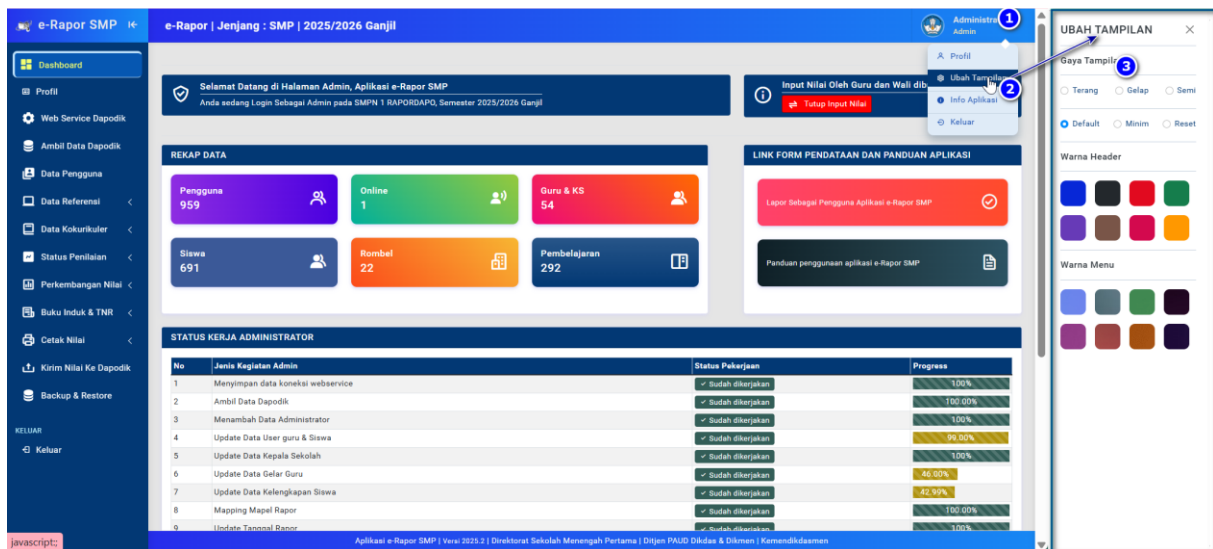 e-Rapor SMP
e-Rapor | Jenjang : SMP | 2025/2026 Ganjil
1
Admin
UBAH TAMPILAN
Dashboard
Profil
Web Service Dapodik
Ambil Data Dapodik
Data Pengguna
Data Referensi
Data Kokurikuler
Status Penilaian
Perkembangan Nilai
Buku Induk & TNR
Cetak Nilai
Kirim Nilai Ke Dapodik
Backup & Restore
KELUAR
Keluar
javascript:;
Profil
Ubah Tampilan
2
Info Aplikasi
Keluar
Selamat Datang di Halaman Admin, Aplikasi e-Rapor SMP
Anda sedang Login Sebagai Admin pada SMPN 1 RAPORDAPO, Semester 2025/2026 Ganjil
Input Nilai Oleh Guru dan Wali
Tutup Input Nilai
REKAP DATA
Pengguna
959
Online
1
Guru & KS
54
Siswa
691
Rombel
22
Pembelajaran
292
LINK FORM PENDATAAN DAN PANDUAN APLIKASI
Lapor Sebegai Pengguna Aplikasi e-Rapor SMP
Panduan penggunaan aplikasi e-Rapor SMP
STATUS KERJA ADMINISTRATOR
No Jenis Kegiatan Admin Status Pekerjaan Progress
1 Menyimpan data koneksi webservice Sudah dikerjakan 100%
2 Ambil Data Dapodik Sudah dikerjakan 100.00%
3 Menambah Data Administrator Sudah dikerjakan 100%
4 Update Data User guru & Siswa Sudah dikerjakan 99.00%
5 Update Data Kepala Sekolah Sudah dikerjakan 100%
6 Update Data Gelar Guru Sudah dikerjakan 46.00%
7 Update Data Kelengkapan Siswa Sudah dikerjakan 42.99%
8 Mapping Mapel Rapor Sudah dikerjakan 100.00%
9 Update Tanggal Rapor Sudah dikerjakan 100%
Aplikasi e-Rapor SMP | Versi 2025.2 | Direktorat Sekolah Menengah Pertama | Ditjen PAUD Dikdas & Dikmen | Kemendikdasmen
Gaya
3
Terang Gelap Semi
Default Minim Reset
Warna Header
Warna Menu